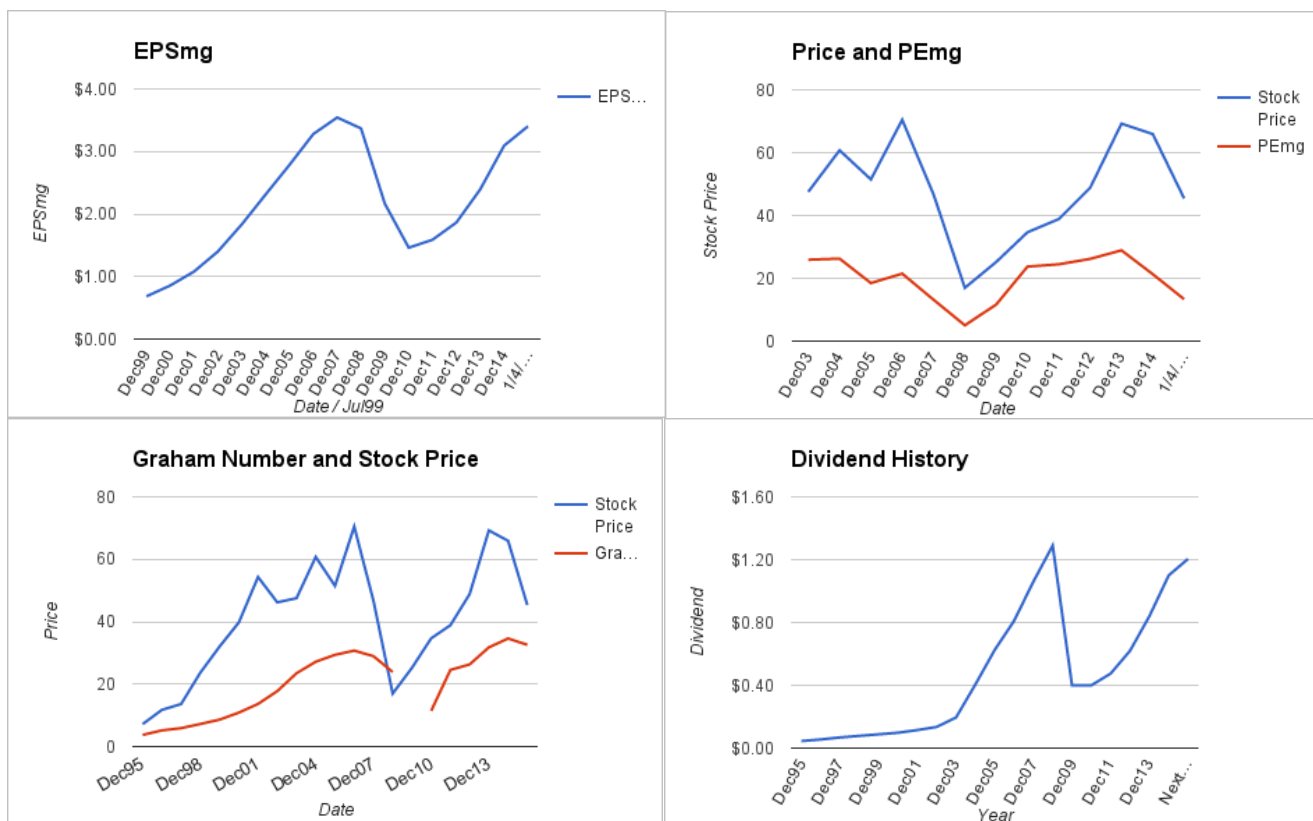 EPSmg
$4.00
$3.00
$2.00
$1.00
$0.00
EPSmg
EPS...
Dec99
Dec00
Dec01
Dec02
Dec03
Dec04
Dec05
Dec06
Dec07
Dec08
Dec09
Dec10
Dec11
Dec12
Dec13
Dec14
1/4/...
Date / Jul99
Price and PEmg
80
60
40
20
0
Stock Price
Stock
Price
PEmg
Dec03
Dec04
Dec05
Dec06
Dec07
Dec08
Dec09
Dec10
Dec11
Dec12
Dec13
Dec14
1/4/...
Date
Graham Number and Stock Price
80
60
40
20
0
Price
Stock
Price
Gra...
Dec95
Dec98
Dec01
Dec04
Dec07
Dec10
Dec13
Date
Dividend History
$1.60
$1.20
$0.80
$0.40
$0.00
Dividend
Dec95
Dec97
Dec99
Dec01
Dec03
Dec05
Dec07
Dec09
Dec11
Dec13
Next...
Year